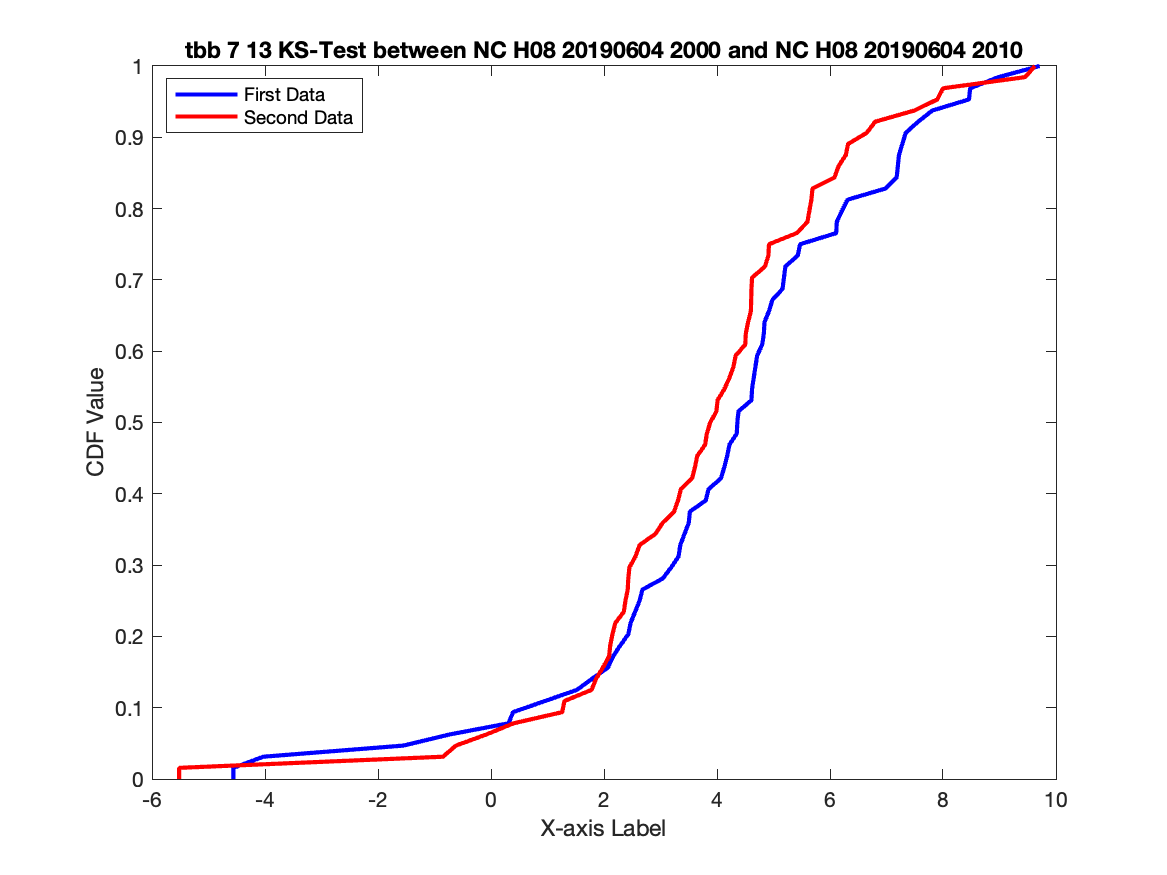 tbb 7 13 KS-Test between NC H08 20190604 2000 and NC H08 20190604 2010
First Data
Second Data
1
0.9
0.8
0.7
0.6
0.5
0.4
0.3
0.2
0.1
0
CDF Value
-6 -4 -2 0 2 4 6 8 10
X-axis Label